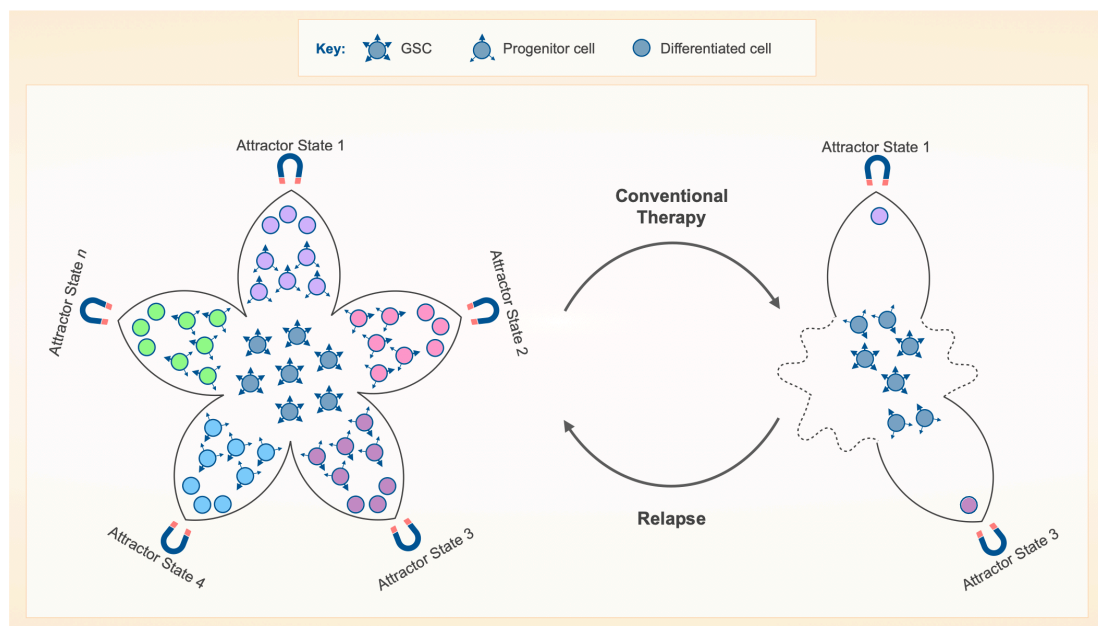 Key: GSC Progenitor cell Differentiated cell
Attractor State 1
Attractor State n
Attractor State 2
Attractor State 4
Attractor State 3
Conventional
Therapy
Relapse
Attractor State 1
Attractor State 3